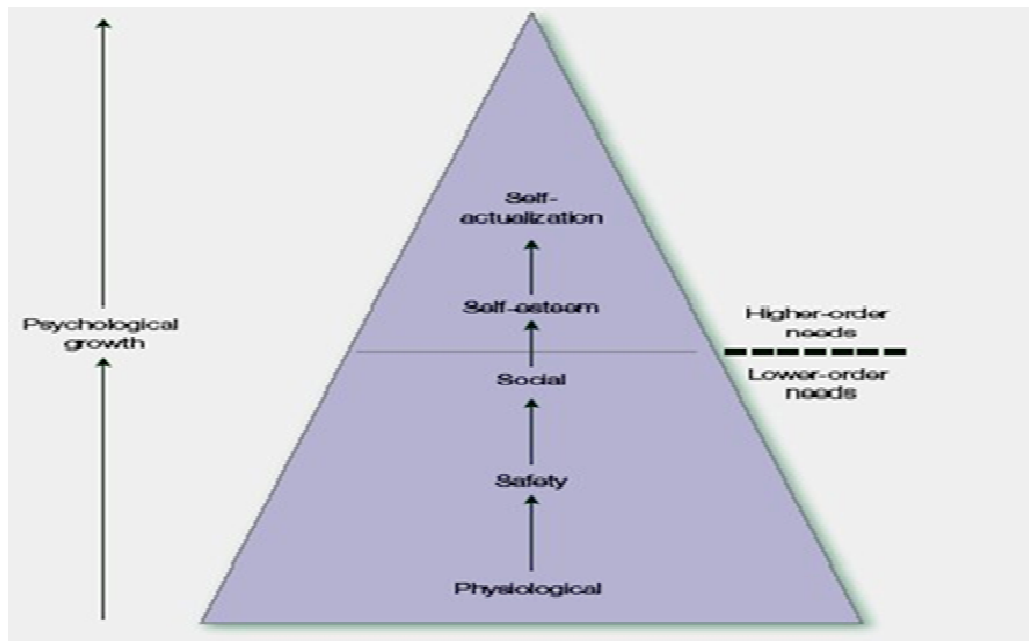 Self-
actualization
Self-esteem
Psychological
growth
Higher-order
needs
Social
Lower-order
needs
Safety
Physiological